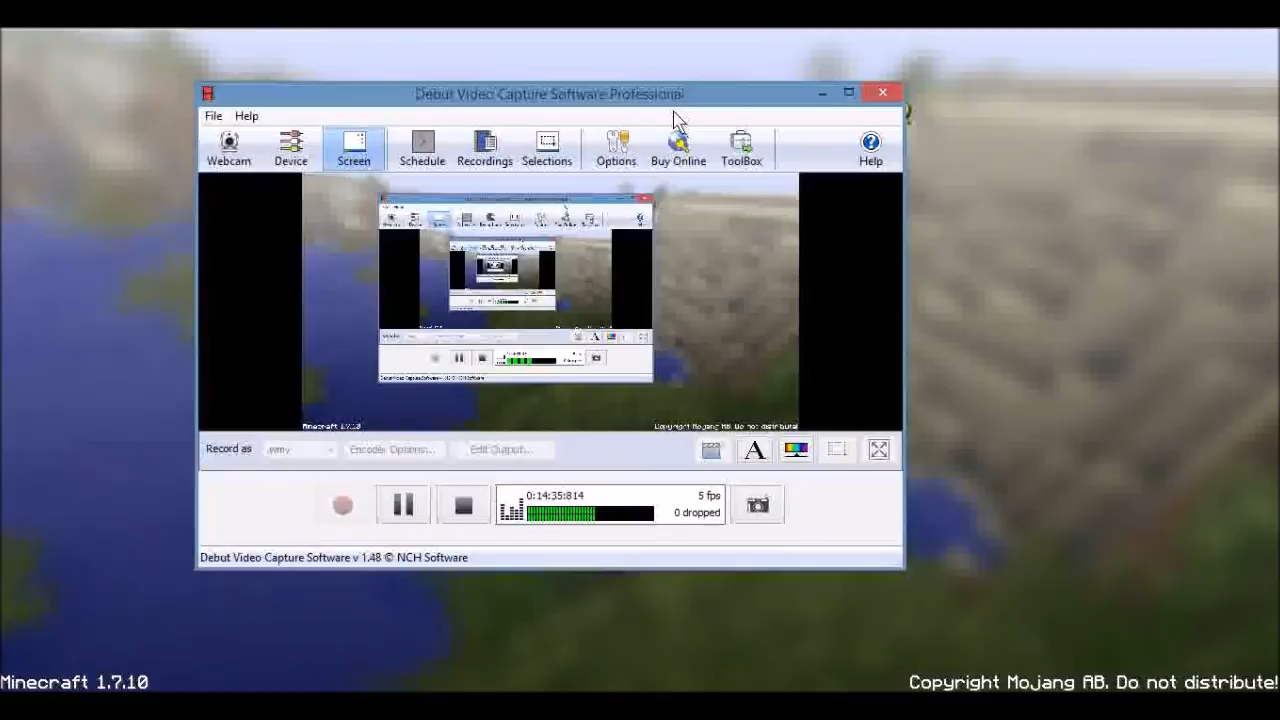 Debut Video Capture Software Professional
File Help
Webcam Device Screen Schedule Recordings Selections Options Buy Online ToolBox Help
Minecraft 1.7.10 Copyright Mojang AB. Do not distribute!
Record as .wmv Encoder Options... Edit Output...
A
0:14:35:814 5 fps
0 dropped
Debut Video Capture Software v 1.48 © NCH Software
Minecraft 1.7.10 Copyright Mojang AB. Do not distribute!